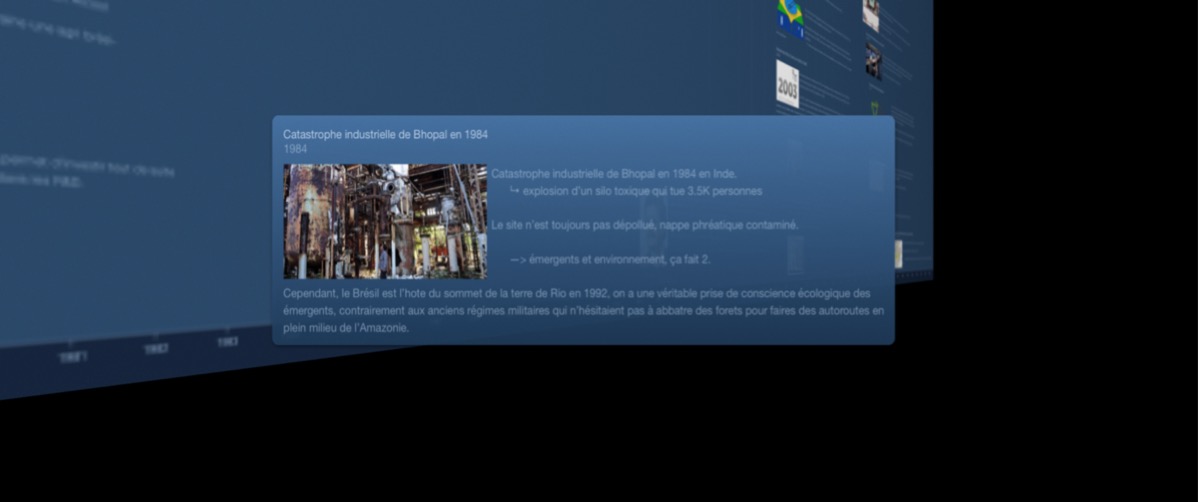 Catastrophe industrielle de Bhopal en 1984
1984
Catastrophe industrielle de Bhopal en 1984 en Inde.
↳ explosion d'un silo toxique qui tue 3.5K personnes
Le site n'est toujours pas dépollué, nappe phréatique contaminé.
—> émergents et environnement, ça fait 2.
Cependant, le Brésil est l'hote du sommet de la terre de Rio en 1992, on a une véritable prise de conscience écologique des
émergents, contrairement aux anciens régimes militaires qui n'hésitaient pas à abbatre des forets pour faires des autoroutes en
plein milieu de l'Amazonie.
2003
1983